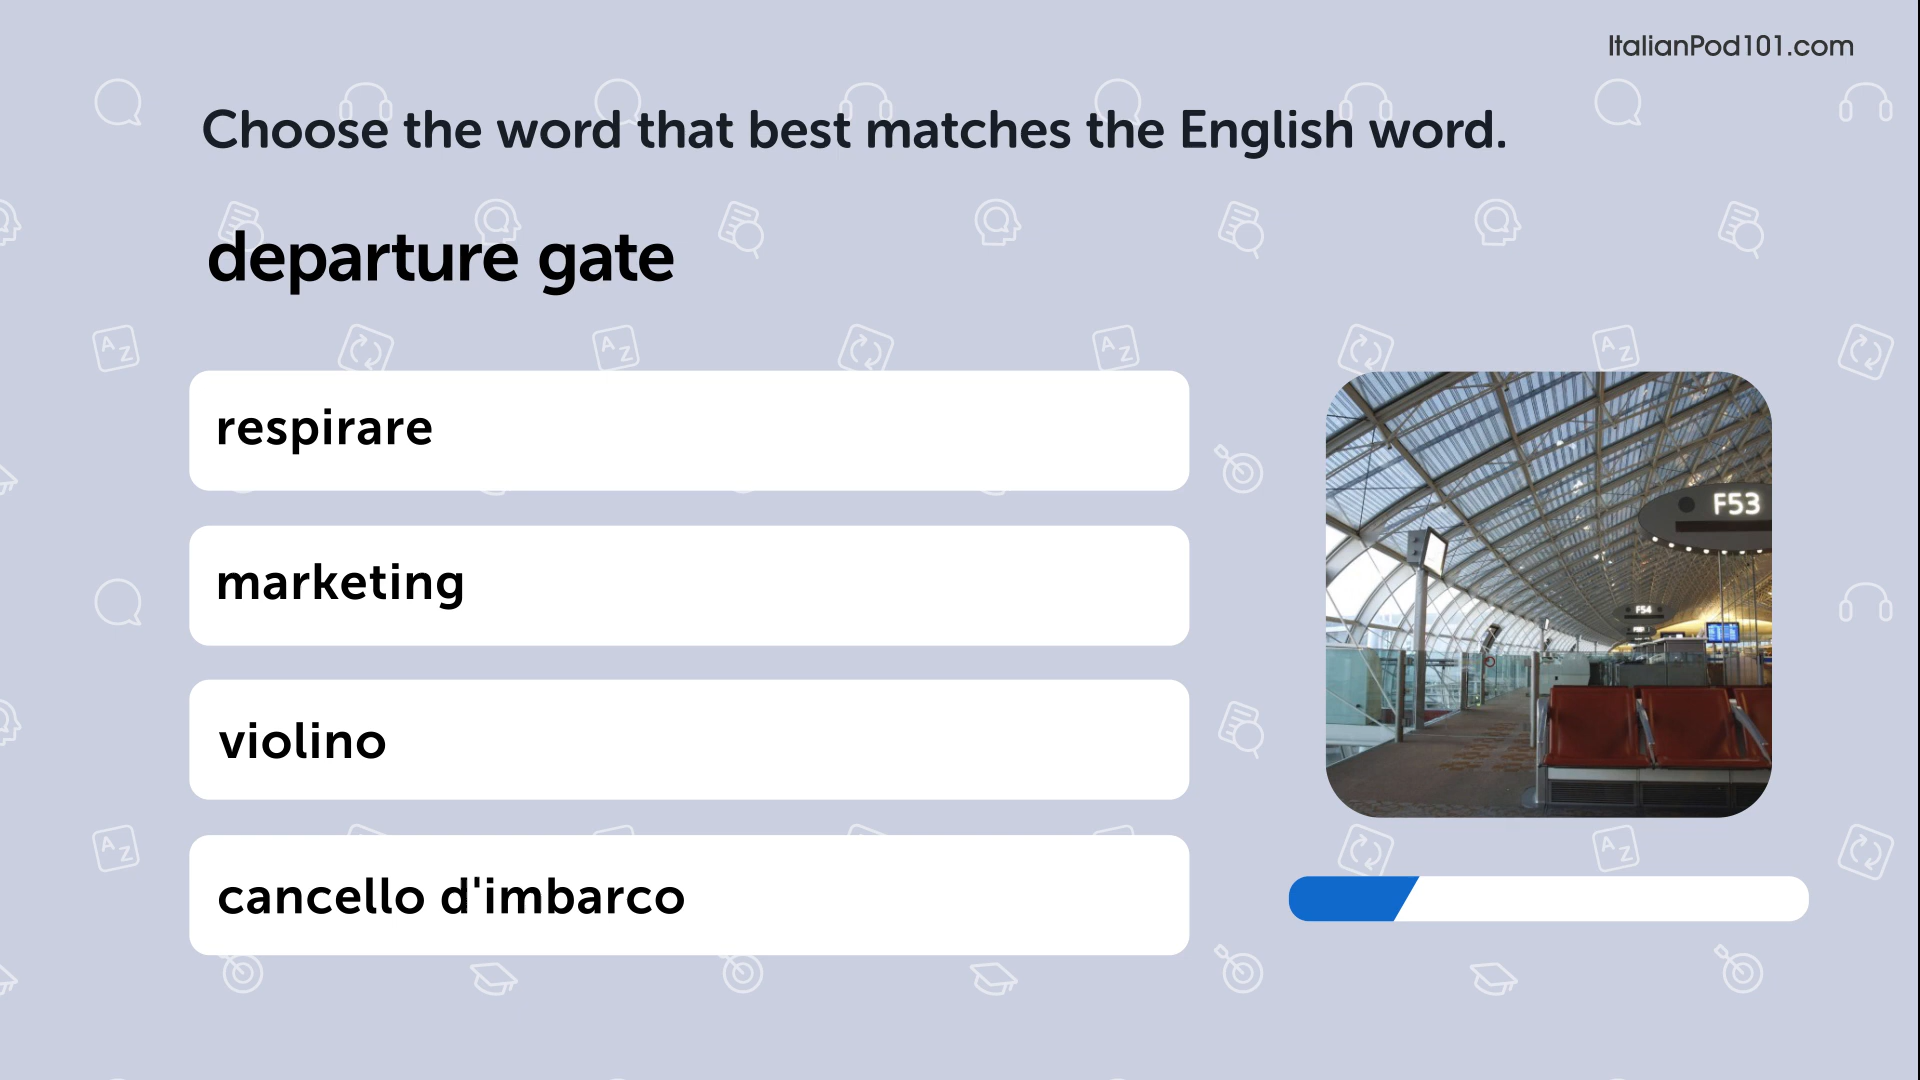 ItalianPod101.com
Choose the word that best matches the English word.
departure gate
respirare
marketing
violino
cancello d'imbarco
F53
F54